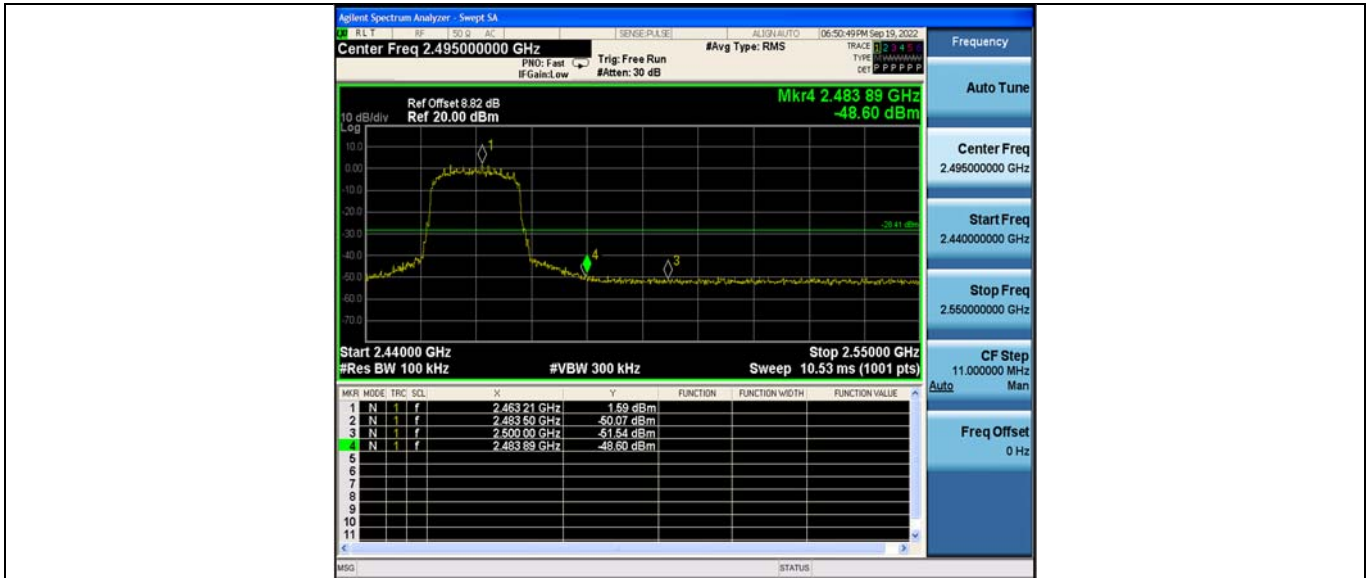 Agilent Spectrum Analyzer - Swept SA
RLT RF 50 Ω AC SENSE:PULSE ALIGN AUTO 06:50:49 PM Sep 19, 2022
Center Freq 2.495000000 GHz
PNO: Fast
IFGain:Low
Trig: Free Run
#Atten: 30 dB
#Avg Type: RMS
TRACE 1 2 3 4 5 6
TYPE
DET P P P P P P
Mkr4 2.483 89 GHz
-48.60 dBm
Ref Offset 8.82 dB
10 dB/div Ref 20.00 dBm
Log
10.0
0.00
-10.0
-20.0
-30.0
-40.0
-50.0
-60.0
-70.0
1
-28.41 dBm
4
3
Start 2.44000 GHz Stop 2.55000 GHz
#Res BW 100 kHz #VBW 300 kHz Sweep 10.53 ms (1001 pts)
MKR MODE TRC SCL X Y FUNCTION FUNCTION WIDTH FUNCTION VALUE
1 N 1 f 2.463 21 GHz 1.59 dBm
2 N 1 f 2.483 50 GHz -50.07 dBm
3 N 1 f 2.500 00 GHz -51.54 dBm
4 N 1 f 2.483 89 GHz -48.60 dBm
5
6
7
8
9
10
11
MSG STATUS
Frequency
Auto Tune
Center Freq
2.495000000 GHz
Start Freq
2.440000000 GHz
Stop Freq
2.550000000 GHz
CF Step
11.000000 MHz
Auto Man
Freq Offset
0 Hz